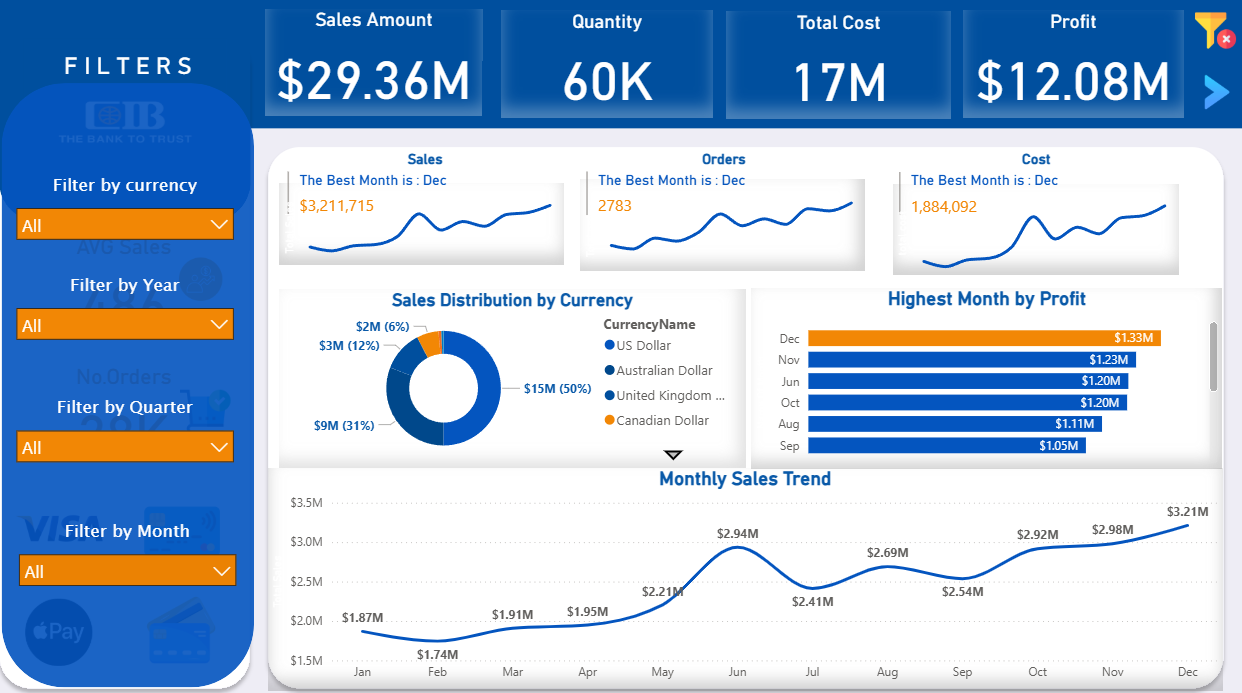 FILTERS
CIB
THE BANK TO TRUST
Filter by currency
All
AVG Sales
486
Filter by Year
All
No.Orders
Filter by Quarter
All
VISA
Filter by Month
All
Pay
Sales Amount
$29.36M
Quantity
60K
Total Cost
17M
Profit
$12.08M
Sales
The Best Month is : Dec
$3,211,715
Orders
The Best Month is : Dec
2783
Cost
The Best Month is : Dec
1,884,092
Sales Distribution by Currency
$2M (6%)
$3M (12%)
$9M (31%)
$15M (50%)
CurrencyName
US Dollar
Australian Dollar
United Kingdom ...
Canadian Dollar
Highest Month by Profit
Dec $1.33M
Nov $1.23M
Jun $1.20M
Oct $1.20M
Aug $1.11M
Sep $1.05M
Monthly Sales Trend
$3.5M
$3.0M
$2.5M
$2.0M
$1.5M
$1.87M
$1.74M
$1.91M
$1.95M
$2.21M
$2.94M
$2.41M
$2.69M
$2.54M
$2.92M
$2.98M
$3.21M
Jan Feb Mar Apr May Jun Jul Aug Sep Oct Nov Dec